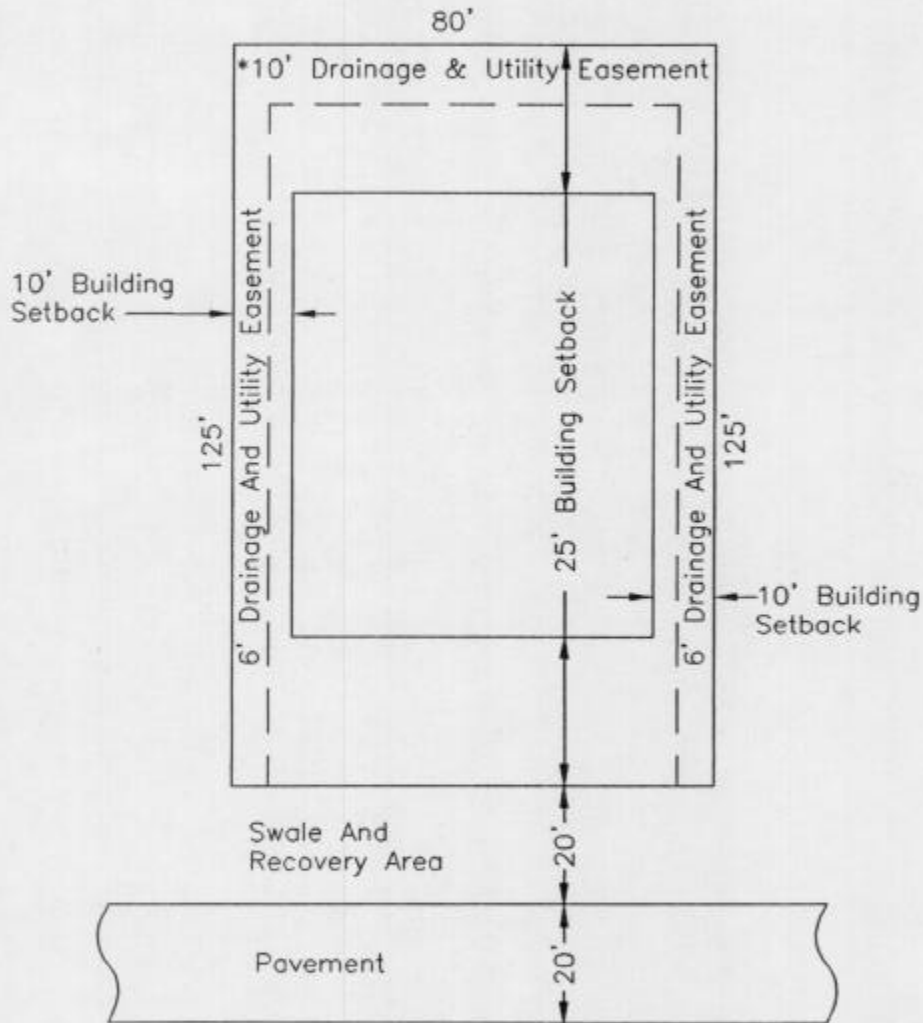 80'
*10' Drainage & Utility Easement
10' Building
Setback
6' Drainage And Utility Easement
125'
25' Building Setback
6' Drainage And Utility Easement
125'
10' Building
Setback
Swale And
Recovery Area
20'
Pavement
20'